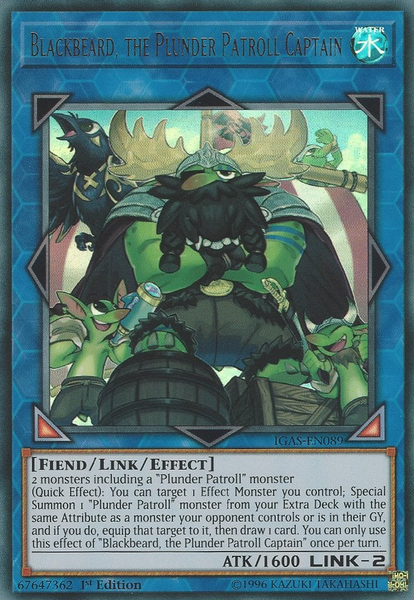 Blackbeard, the Plunder Patroll Captain
WATER
水
IGAS-EN089
[Fiend/Link/Effect]
2 monsters including a "Plunder Patroll" monster
(Quick Effect): You can target 1 Effect Monster you control; Special
Summon 1 "Plunder Patroll" monster from your Extra Deck with the
same Attribute as a monster your opponent controls or is in their GY,
and if you do, equip that target to it, then draw 1 card. You can only use
this effect of "Blackbeard, the Plunder Patroll Captain" once per turn.
ATK/1600 LINK-2
67647362 1st Edition ©1996 KAZUKI TAKAHASHI